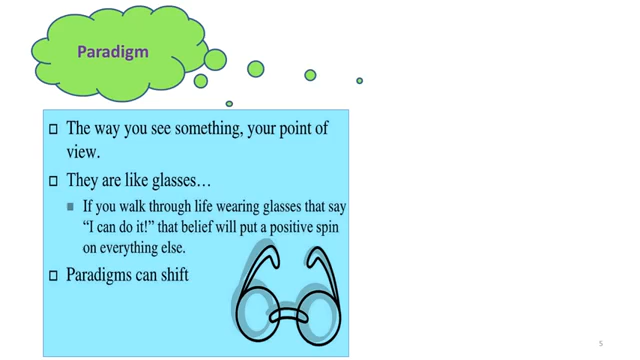 Paradigm
The way you see something, your point of
view.
They are like glasses…
If you walk through life wearing glasses that say
“I can do it!” that belief will put a positive spin
on everything else.
Paradigms can shift
5